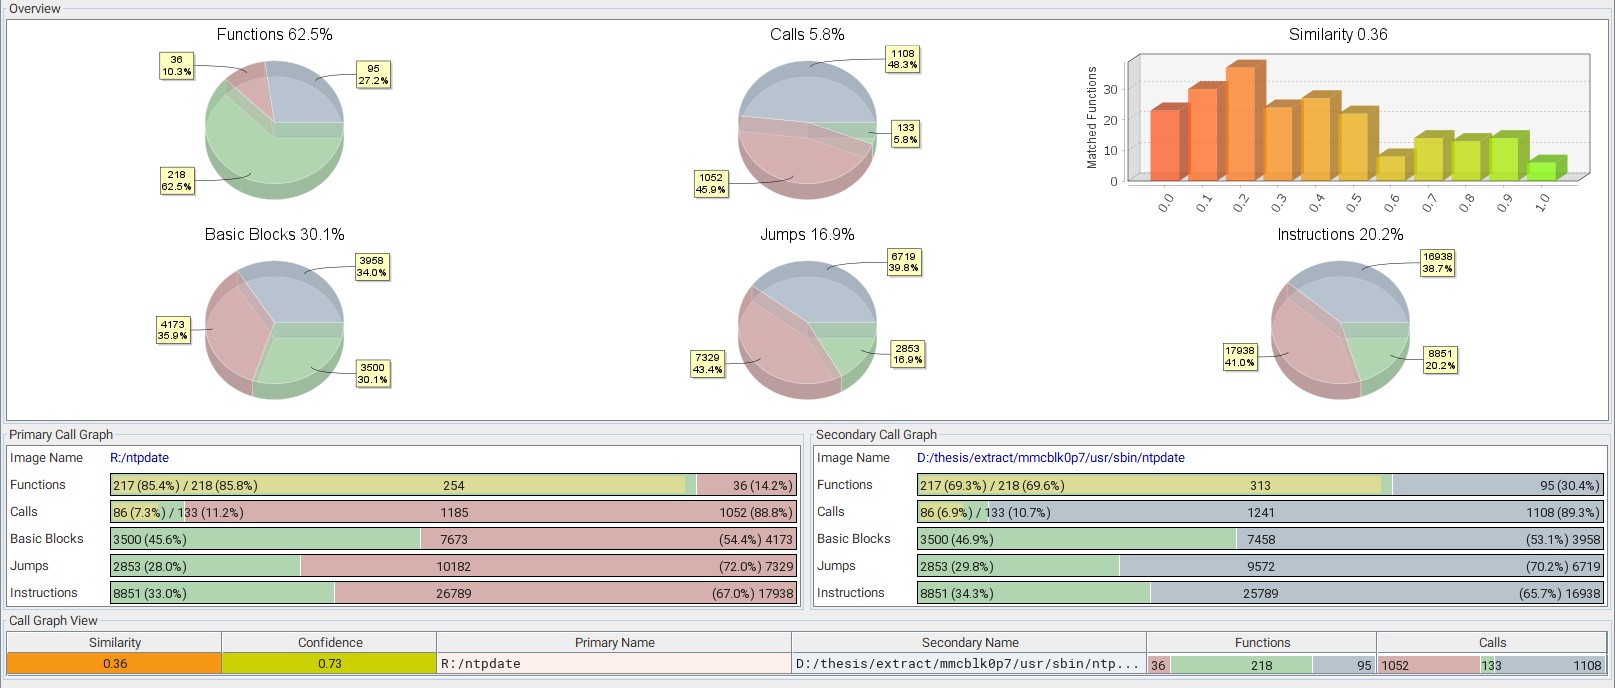 Overview
Functions 62.5%
36
10.3%
95
27.2%
218
62.5%
Calls 5.8%
1108
48.3%
133
5.8%
1052
45.9%
Similarity 0.36
Matched Functions
30
20
10
0
0.0 0.1 0.2 0.3 0.4 0.5 0.6 0.7 0.8 0.9 1.0
Basic Blocks 30.1%
3958
34.0%
4173
35.9%
3500
30.1%
Jumps 16.9%
6719
39.8%
7329
43.4%
2853
16.9%
Instructions 20.2%
16938
38.7%
17938
41.0%
8851
20.2%
Primary Call Graph
Image Name R:/ntpdate
Functions 217 (85.4%) / 218 (85.8%) 254 36 (14.2%)
Calls 86 (7.3%) / 133 (11.2%) 1185 1052 (88.8%)
Basic Blocks 3500 (45.6%) 7673 (54.4%) 4173
Jumps 2853 (28.0%) 10182 (72.0%) 7329
Instructions 8851 (33.0%) 26789 (67.0%) 17938
Secondary Call Graph
Image Name D:/thesis/extract/mmcblk0p7/usr/sbin/ntpdate
Functions 217 (69.3%) / 218 (69.6%) 313 95 (30.4%)
Calls 86 (6.9%) / 133 (10.7%) 1241 1108 (89.3%)
Basic Blocks 3500 (46.9%) 7458 (53.1%) 3958
Jumps 2853 (29.8%) 9572 (70.2%) 6719
Instructions 8851 (34.3%) 25789 (65.7%) 16938
Call Graph View
Similarity Confidence Primary Name Secondary Name Functions Calls
0.36 0.73 R:/ntpdate D:/thesis/extract/mmcblk0p7/usr/sbin/ntp... 36 218 95 1052 133 1108